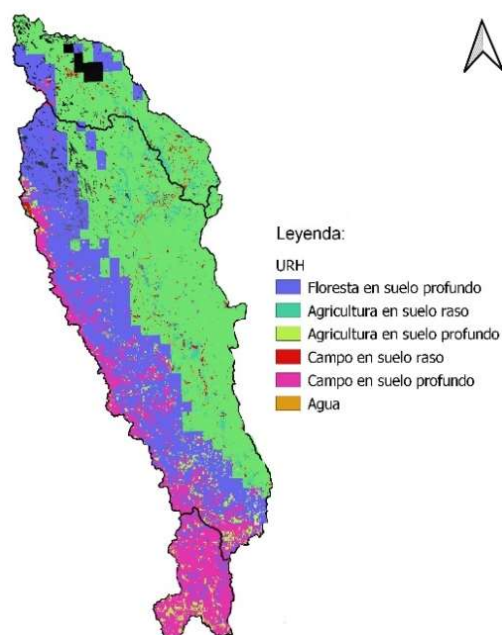 Leyenda:
URH
Floresta en suelo profundo
Agricultura en suelo raso
Agricultura en suelo profundo
Campo en suelo raso
Campo en suelo profundo
Agua